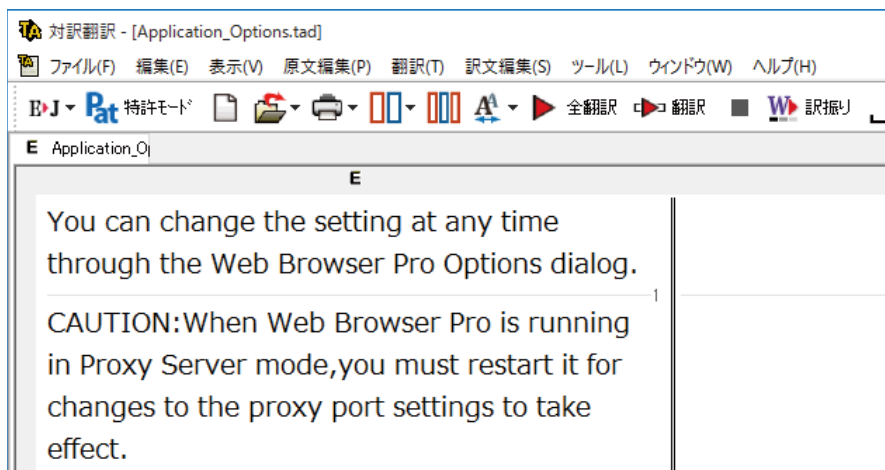 対訳翻訳 - [Application_Options.tad]
ファイル(F) 編集(E) 表示(V) 原文編集(P) 翻訳(T) 訳文編集(S) ツール(L) ウィンドウ(W) ヘルプ(H)
E›J Pat 特許モード A 全翻訳 翻訳 W 訳振り
E Application_O
E
You can change the setting at any time
through the Web Browser Pro Options dialog.
1
CAUTION:When Web Browser Pro is running
in Proxy Server mode,you must restart it for
changes to the proxy port settings to take
effect.